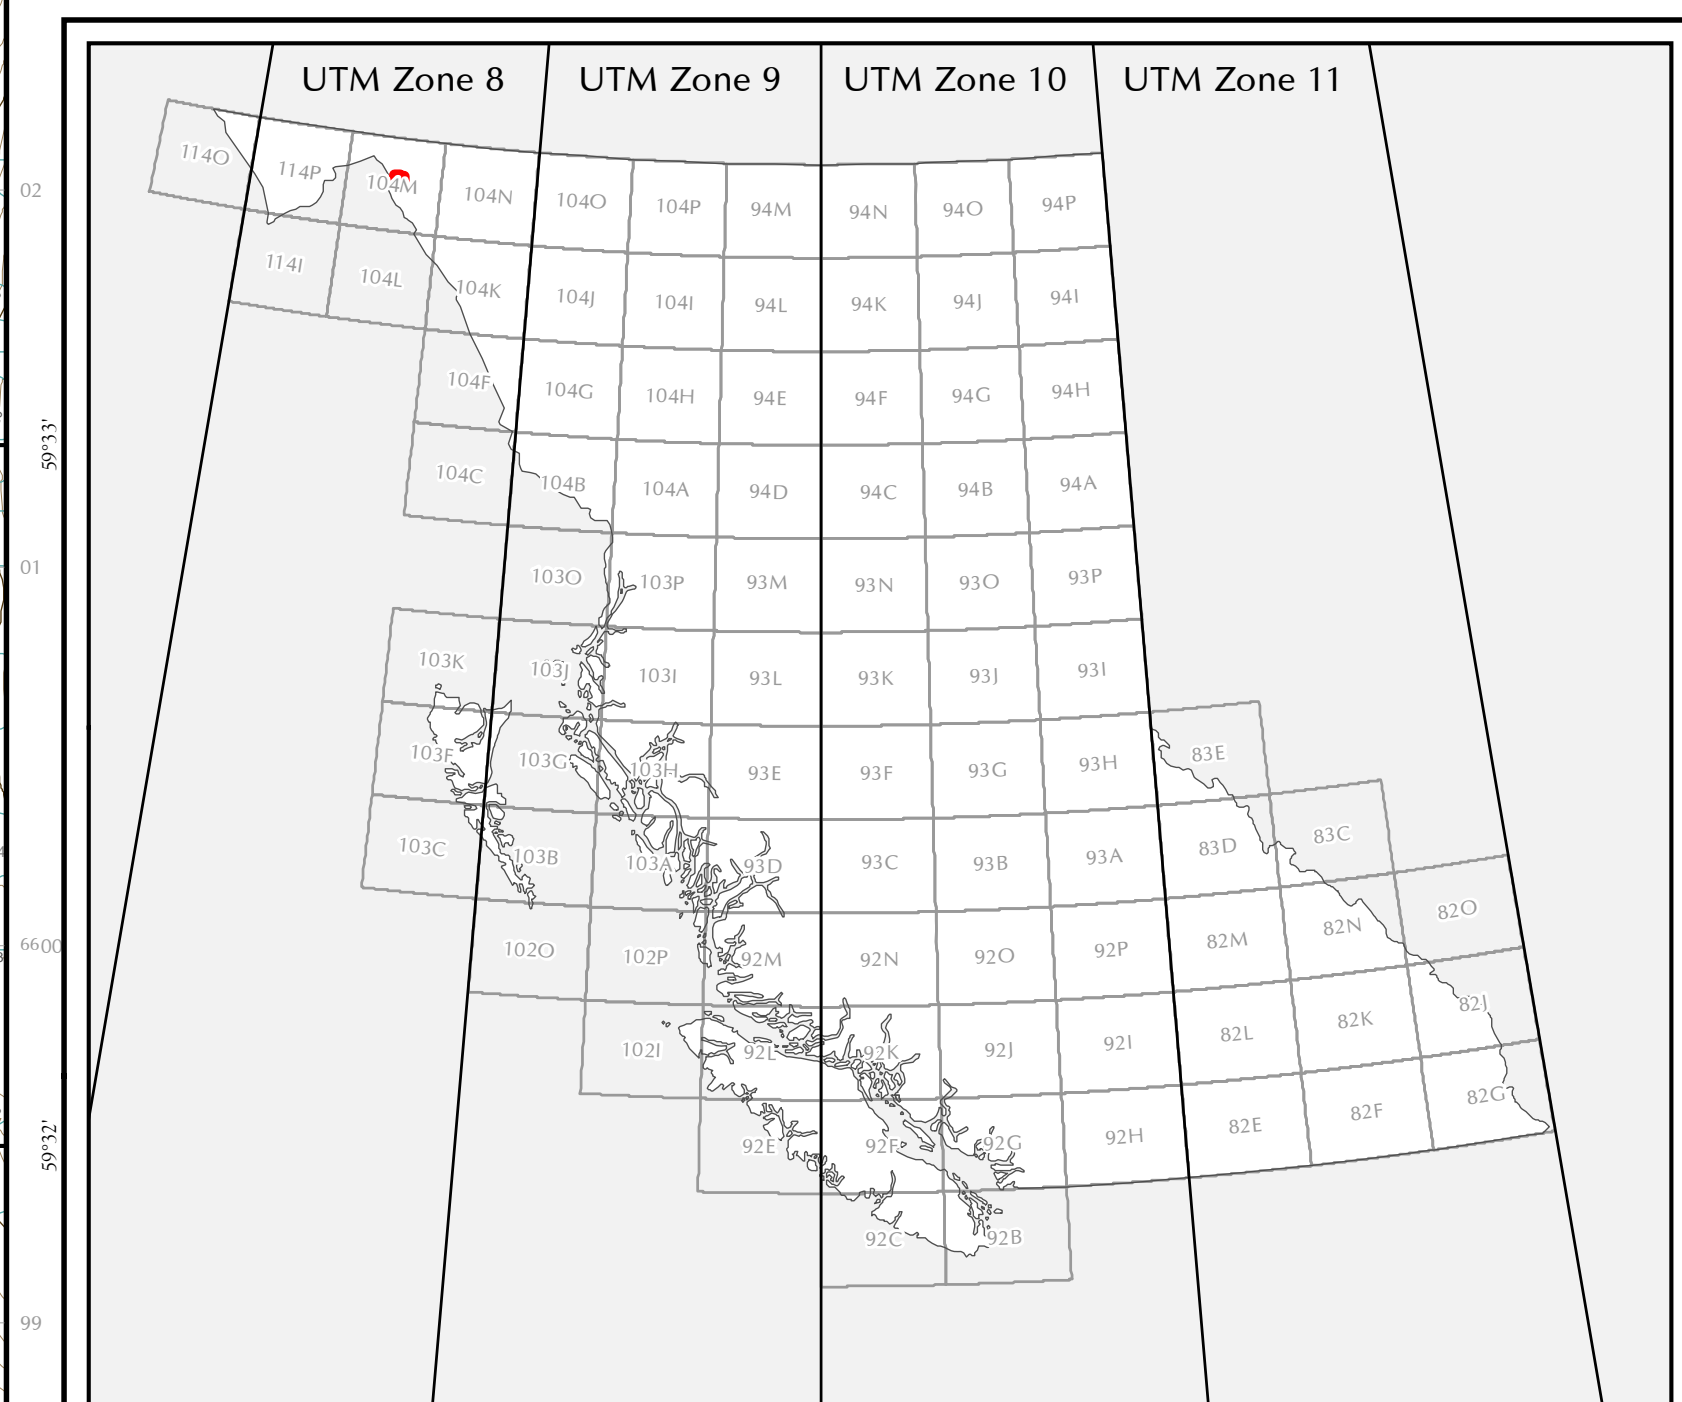 UTM Zone 8 UTM Zone 9 UTM Zone 10 UTM Zone 11
114O 114P 104M 104N 104O 104P 94M 94N 94O 94P
02
114I 104L 104K 104J 104I 94L 94K 94J 94I
104F 104G 104H 94E 94F 94G 94H
59°33'
104C 104B 104A 94D 94C 94B 94A
01
103O 103P 93M 93N 93O 93P
103K 103J 103I 93L 93K 93J 93I
103F 103G 103H 93E 93F 93G 93H 83E
103C 103B 103A 93D 93C 93B 93A 83D 83C
6600
102O 102P 92M 92N 92O 92P 82M 82N 82O
102I 92L 92K 92J 92I 82L 82K 82J
59°32'
92E 92F 92G 92H 82E 82F 82G
92C 92B
99